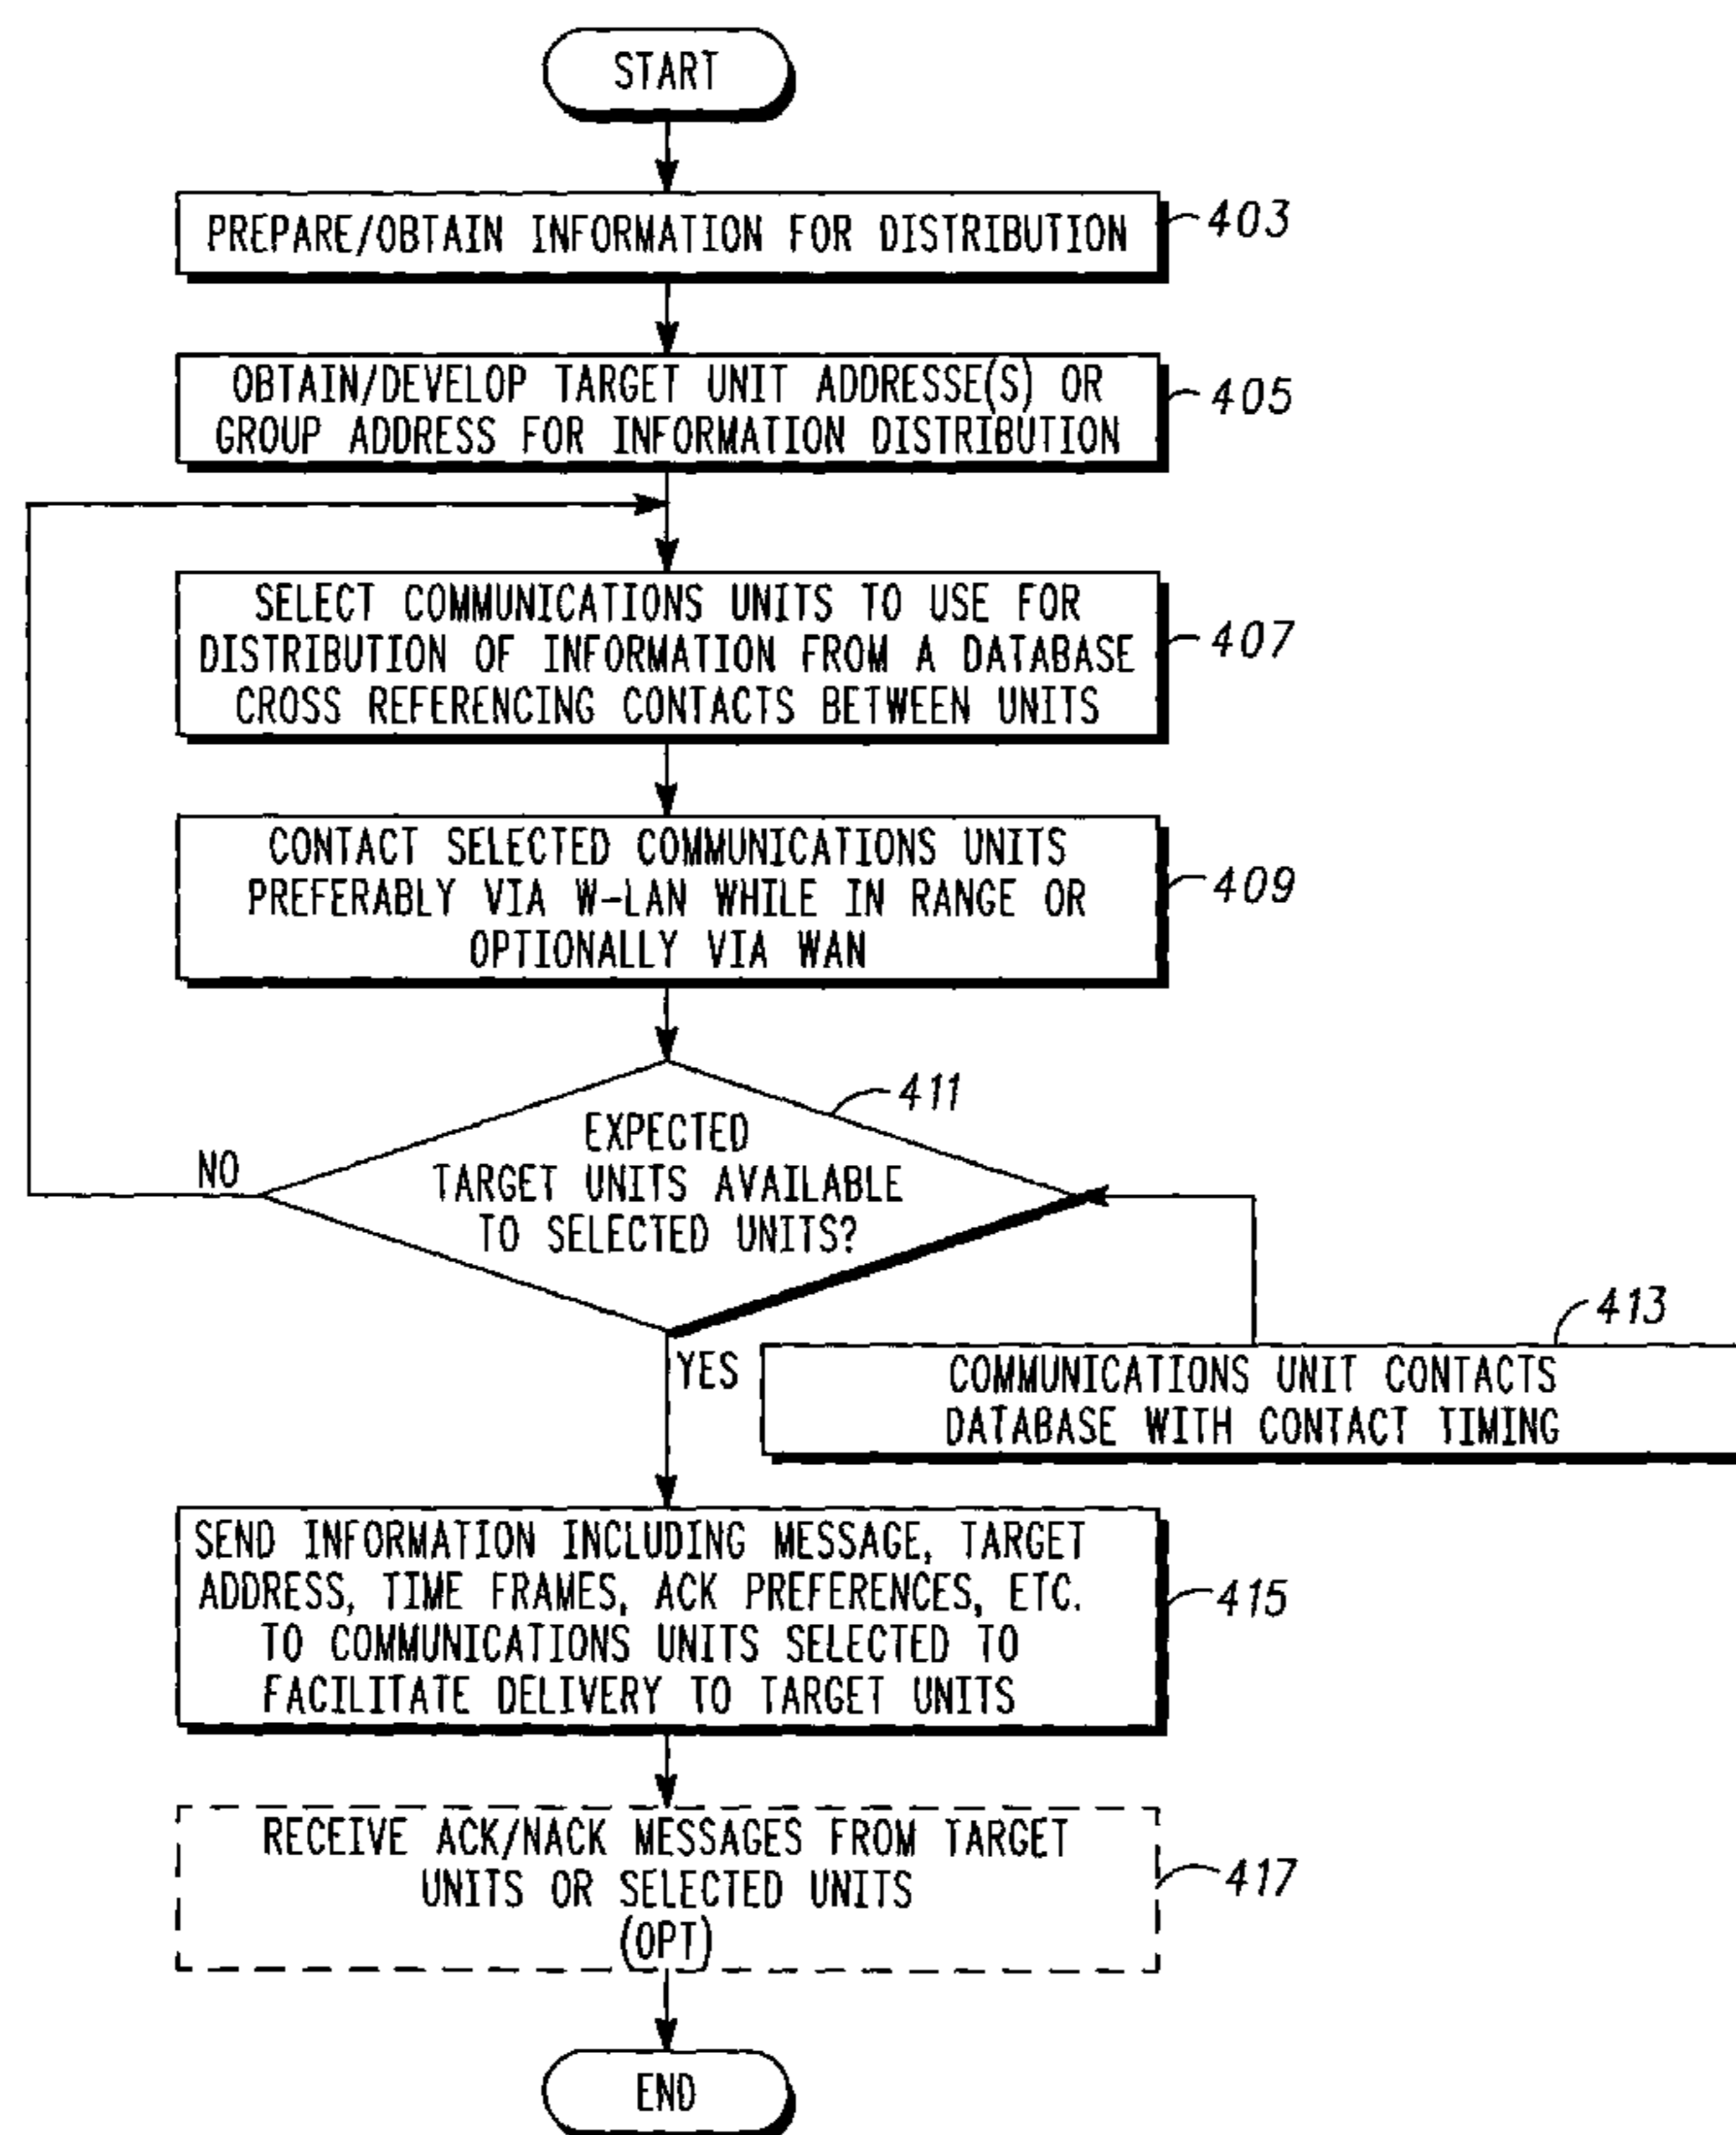 START
PREPARE/OBTAIN INFORMATION FOR DISTRIBUTION
403
OBTAIN/DEVELOP TARGET UNIT ADDRESSE(S) OR
GROUP ADDRESS FOR INFORMATION DISTRIBUTION
405
SELECT COMMUNICATIONS UNITS TO USE FOR
DISTRIBUTION OF INFORMATION FROM A DATABASE
CROSS REFERENCING CONTACTS BETWEEN UNITS
407
CONTACT SELECTED COMMUNICATIONS UNITS
PREFERABLY VIA W-LAN WHILE IN RANGE OR
OPTIONALLY VIA WAN
409
411
EXPECTED
TARGET UNITS AVAILABLE
TO SELECTED UNITS?
NO
YES
413
COMMUNICATIONS UNIT CONTACTS
DATABASE WITH CONTACT TIMING
SEND INFORMATION INCLUDING MESSAGE, TARGET
ADDRESS, TIME FRAMES, ACK PREFERENCES, ETC.
TO COMMUNICATIONS UNITS SELECTED TO
FACILITATE DELIVERY TO TARGET UNITS
415
RECEIVE ACK/NACK MESSAGES FROM TARGET
UNITS OR SELECTED UNITS
(OPT)
417
END